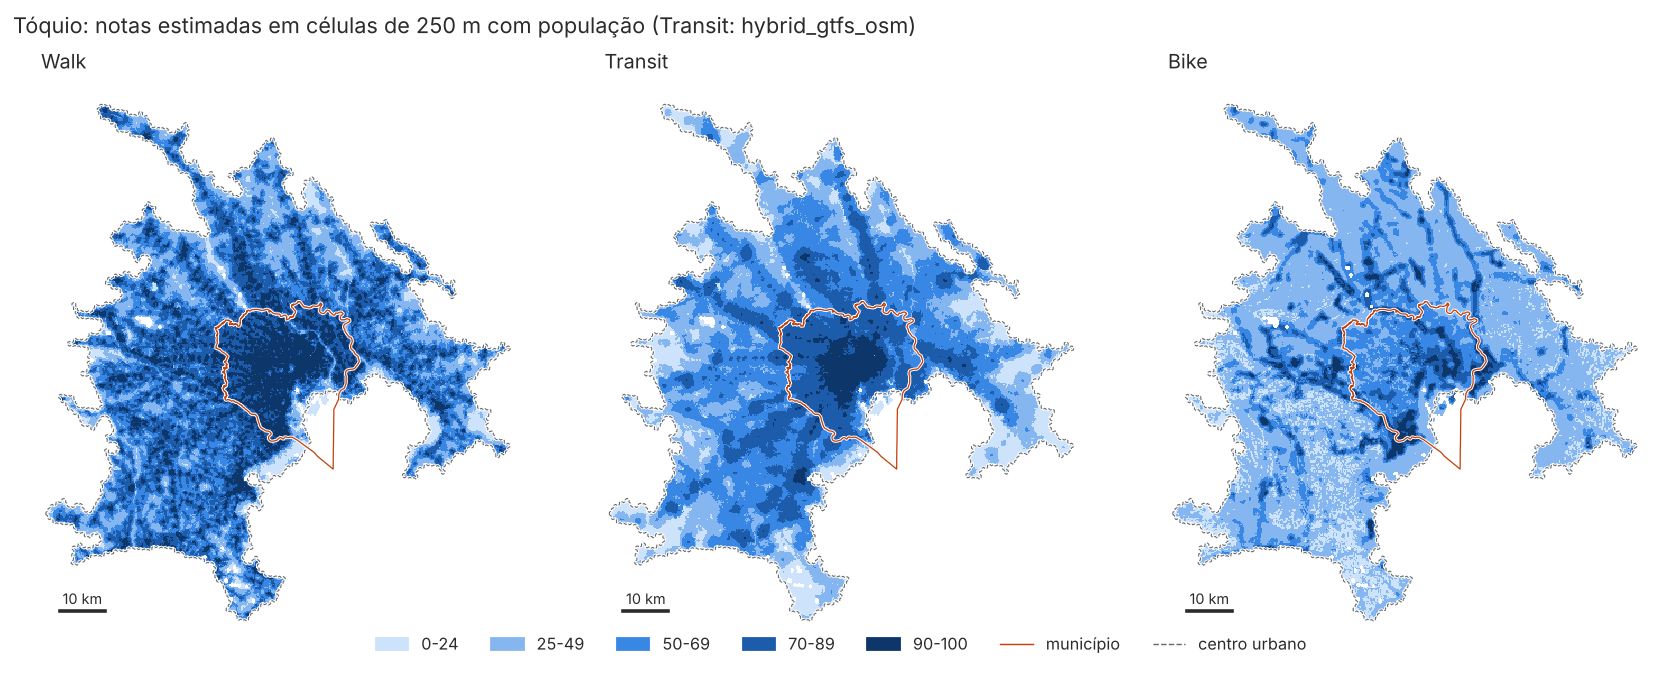 Tóquio: notas estimadas em células de 250 m com população (Transit: hybrid_gtfs_osm)
Walk
Transit
Bike
10 km
10 km
10 km
0-24
25-49
50-69
70-89
90-100
município
centro urbano